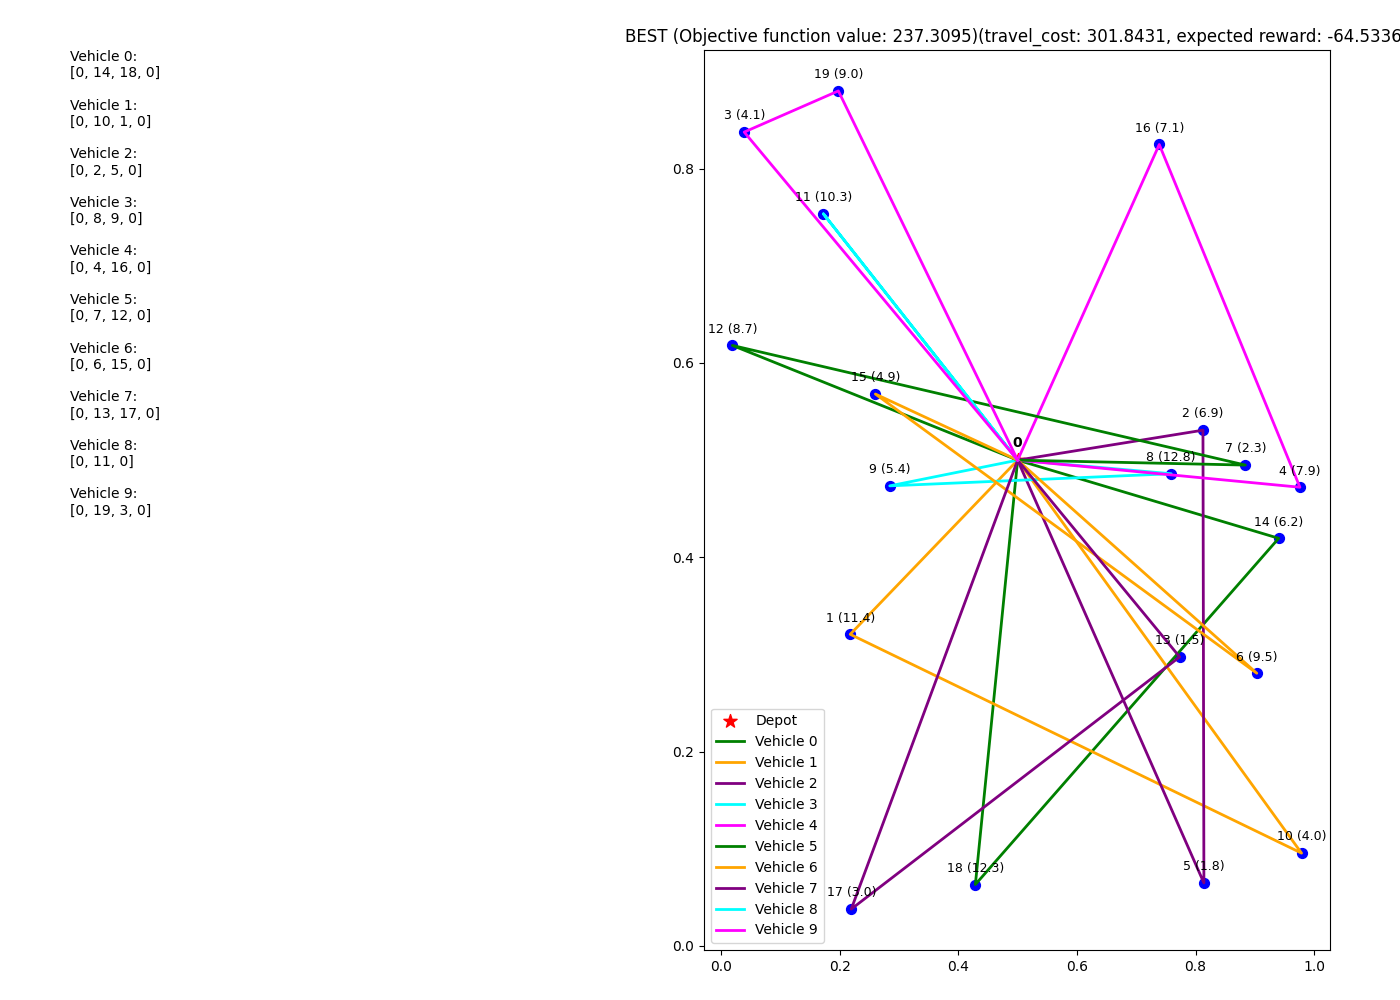 BEST (Objective function value: 237.3095)(travel_cost: 301.8431, expected reward: -64.5336
Vehicle 0:
[0, 14, 18, 0]
Vehicle 1:
[0, 10, 1, 0]
Vehicle 2:
[0, 2, 5, 0]
Vehicle 3:
[0, 8, 9, 0]
Vehicle 4:
[0, 4, 16, 0]
Vehicle 5:
[0, 7, 12, 0]
Vehicle 6:
[0, 6, 15, 0]
Vehicle 7:
[0, 13, 17, 0]
Vehicle 8:
[0, 11, 0]
Vehicle 9:
[0, 19, 3, 0]
19 (9.0)
3 (4.1)
16 (7.1)
11 (10.3)
12 (8.7)
15 (4.9)
2 (6.9)
0
7 (2.3)
8 (12.8)
9 (5.4)
4 (7.9)
14 (6.2)
1 (11.4)
13 (1.5)
6 (9.5)
10 (4.0)
18 (12.3)
5 (1.8)
17 (3.0)
0.8
0.6
0.4
0.2
0.0
Depot
Vehicle 0
Vehicle 1
Vehicle 2
Vehicle 3
Vehicle 4
Vehicle 5
Vehicle 6
Vehicle 7
Vehicle 8
Vehicle 9
0.0 0.2 0.4 0.6 0.8 1.0